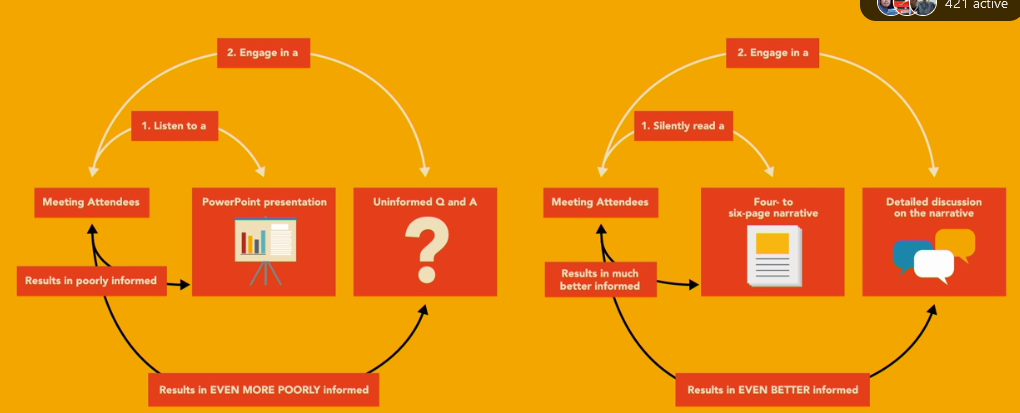 421 active
2. Engage in a
1. Listen to a
Meeting Attendees
PowerPoint presentation
Uninformed Q and A
Results in poorly informed
Results in EVEN MORE POORLY informed
2. Engage in a
1. Silently read a
Meeting Attendees
Four- to
six-page narrative
Detailed discussion
on the narrative
Results in much
better informed
Results in EVEN BETTER informed